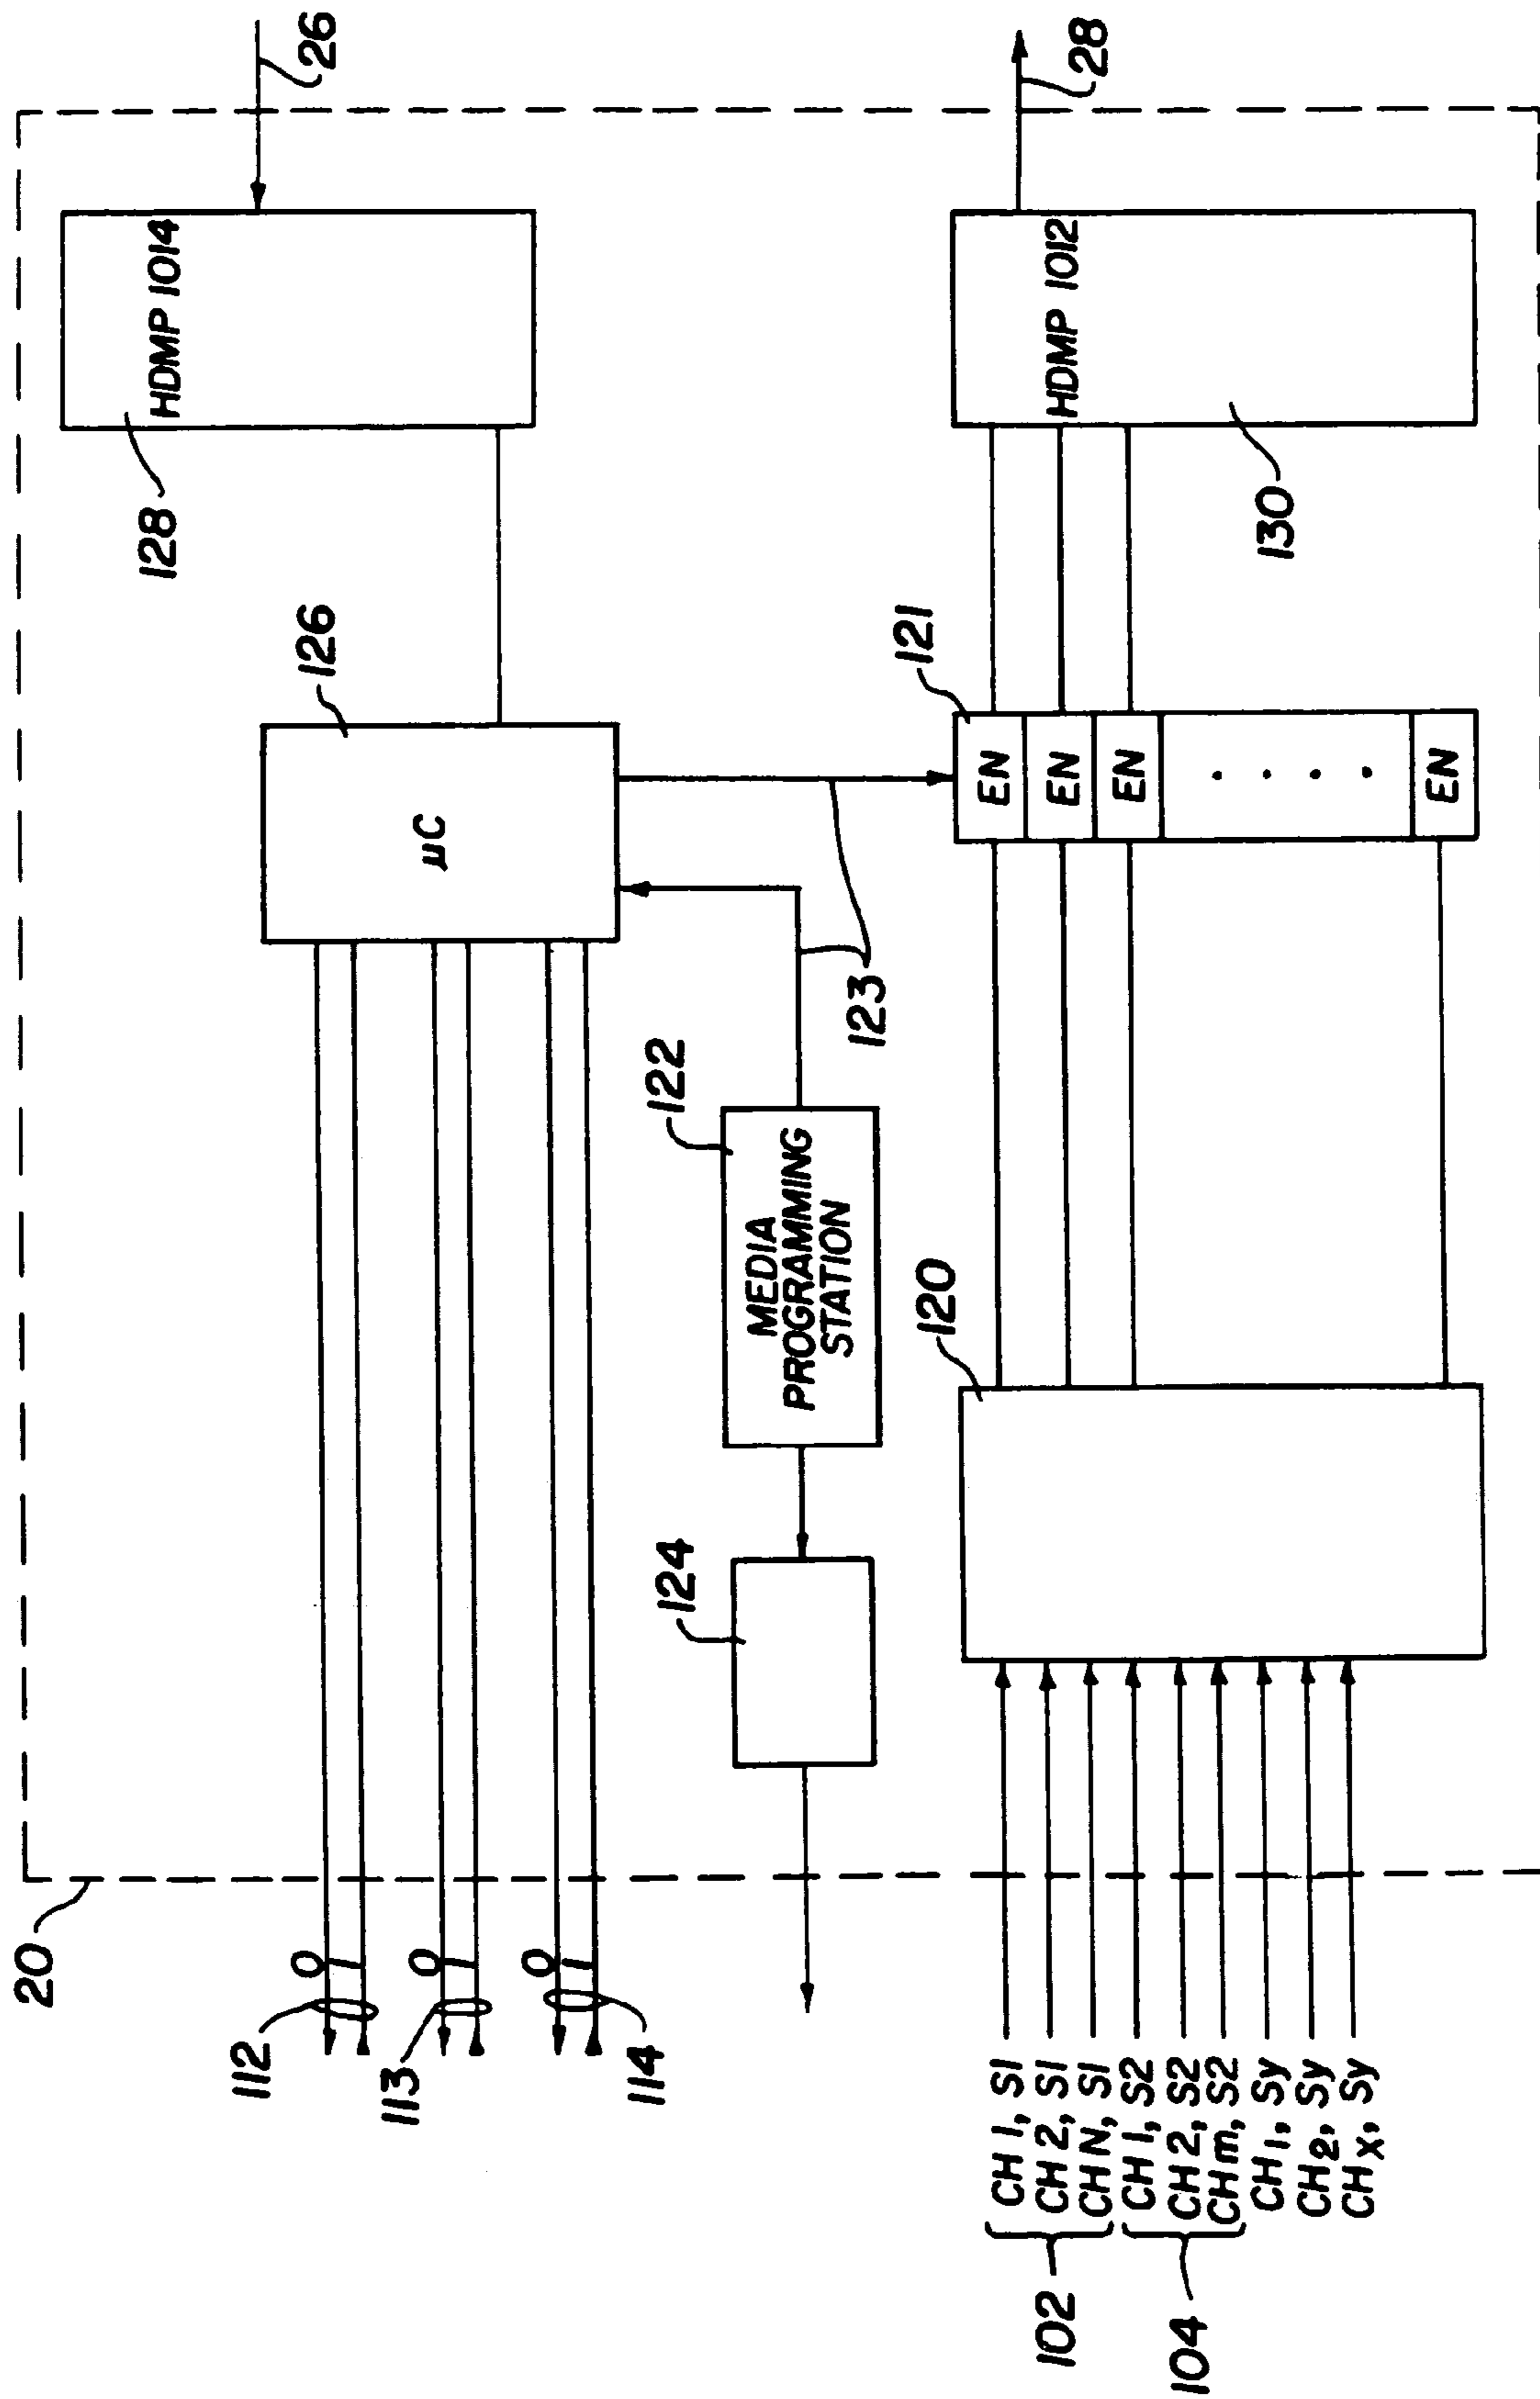 20
112
O
I
113
O
I
114
O
I
126
µC
128
HDMP 1014
26
124
122
MEDIA
PROGRAMMING
STATION
123
102
CH 1, S1
CH 2, S1
CH N, S1
104
CH 1, S2
CH 2, S2
CH m, S2
CH1, Sy
CH2, Sy
CHx, Sy
120
121
EN
EN
EN
EN
130
HDMP 1012
28